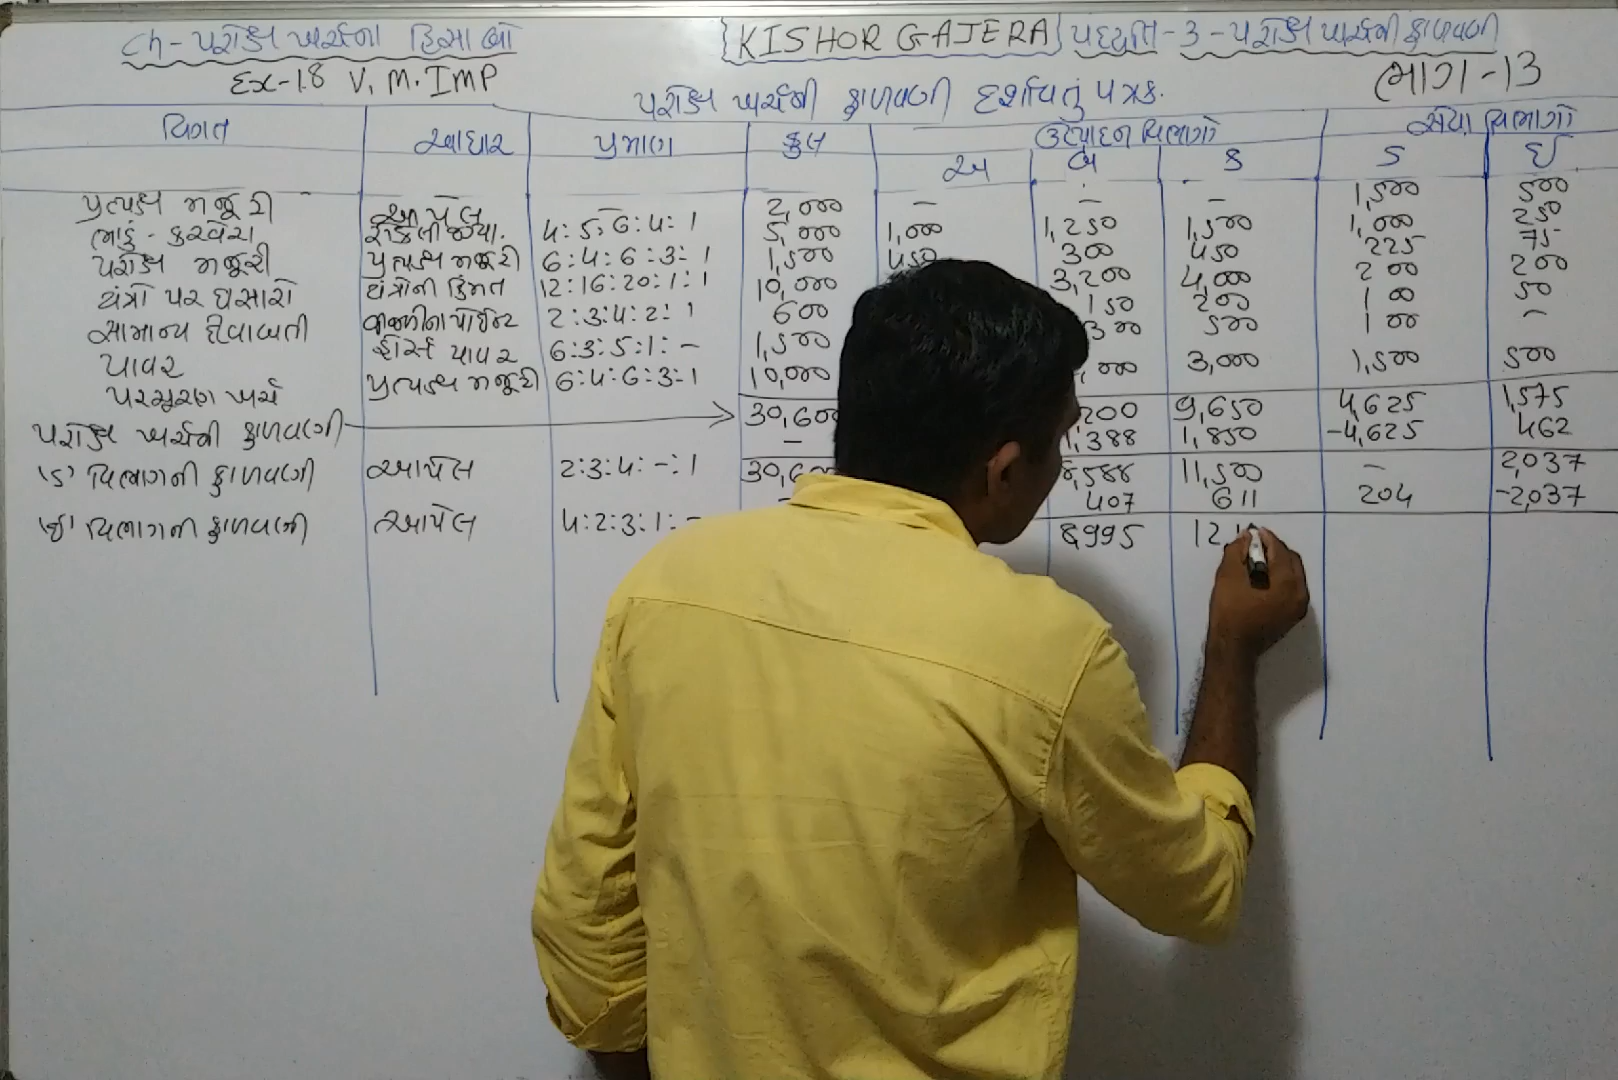 Ch - પરોક્ષ ખર્ચના હિસાબો {KISHOR GAJERA} પદ્ધતિ - 3 - પરોક્ષ ખર્ચની ફાળવણી
Ex-18 V.M.IMP ભાગ - 13
પરોક્ષ ખર્ચની ફાળવણી દર્શાવતું પત્રક.
વિગત આધાર પ્રમાણ કુલ ઉત્પાદન વિભાગો સેવા વિભાગો
અ બ ક ડ ઈ
પ્રત્યક્ષ મજૂરી આપેલ - 2,000 - - - 1,500 500
ભાડું - કરવેરા રોકેલી જગ્યા. 4:5:6:4:1 5,000 1,000 1,250 1,500 1,000 250
પરોક્ષ મજૂરી પ્રત્યક્ષ મજૂરી 6:4:6:3:1 1,500 450 300 450 225 75
યંત્રો પર ઘસારો યંત્રોની કિંમત 12:16:20:1:1 10,000 3,200 4,000 200 200
સામાન્ય દીવાબત્તી વીજળીના પોઈન્ટ 2:3:4:2:1 600 150 200 100 50
પાવર હોર્સ પાવર 6:3:5:1:- 1,500 300 500 100 -
પરચૂરણ ખર્ચ પ્રત્યક્ષ મજૂરી 6:4:6:3:1 10,000 ,000 3,000 1,500 500
પરોક્ષ ખર્ચની ફાળવણી 30,600 ,200 9,650 4,625 1,575
'ડ' વિભાગની ફાળવણી આપેલ 2:3:4:-:1 - 1,388 1,850 -4,625 462
30,60 8,588 11,500 - 2,037
'ઈ' વિભાગની ફાળવણી આપેલ 4:2:3:1:- 407 611 204 -2,037
8995 12,1